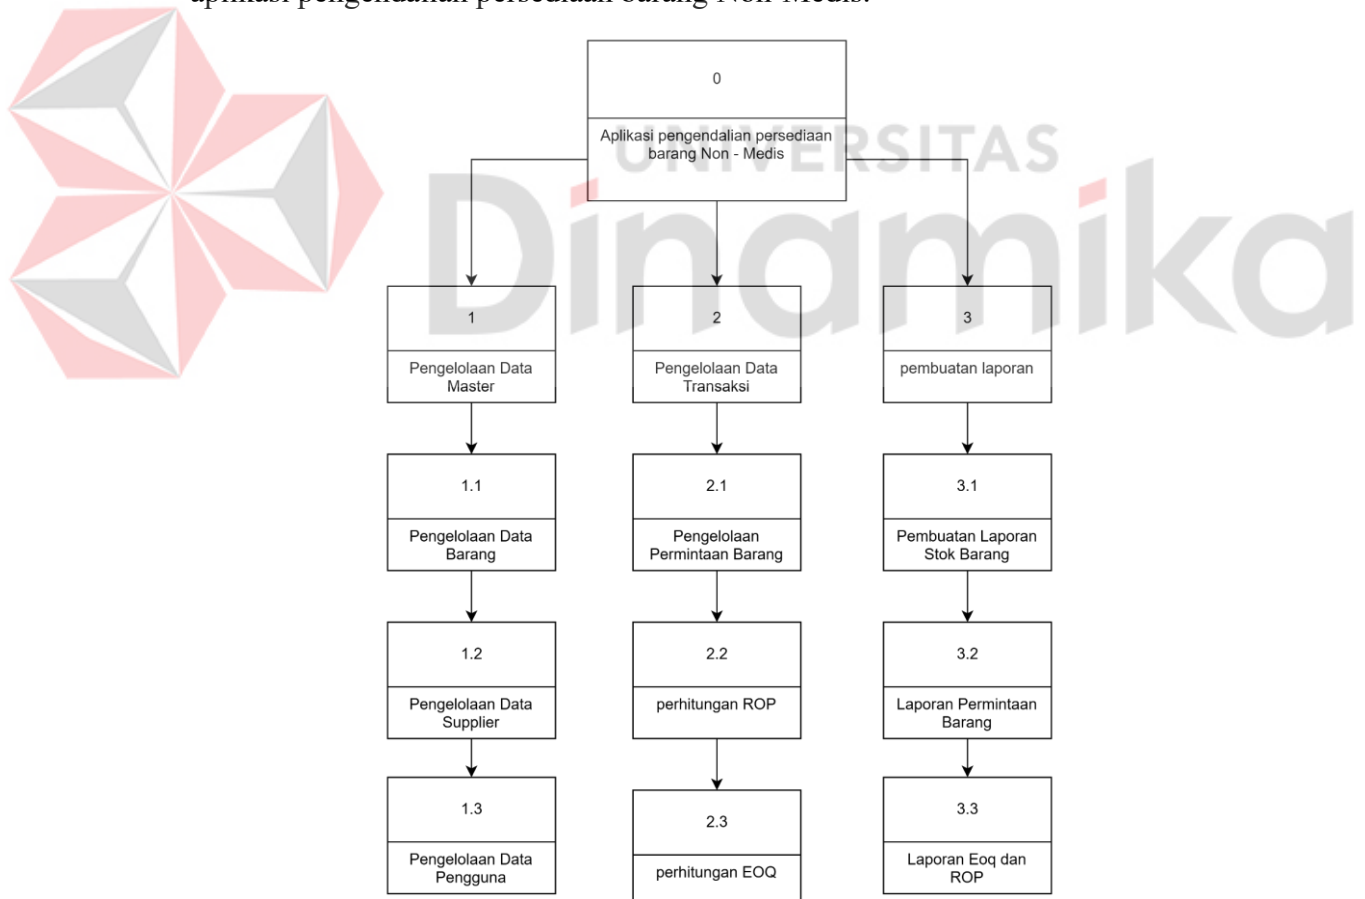 aplikasi pengendalian persediaan barang Non-Medis.
UNIVERSITAS
Dinamika
0
Aplikasi pengendalian persediaan
barang Non - Medis
1
Pengelolaan Data
Master
2
Pengelolaan Data
Transaksi
3
pembuatan laporan
1.1
Pengelolaan Data
Barang
2.1
Pengelolaan
Permintaan Barang
3.1
Pembuatan Laporan
Stok Barang
1.2
Pengelolaan Data
Supplier
2.2
perhitungan ROP
3.2
Laporan Permintaan
Barang
1.3
Pengelolaan Data
Pengguna
2.3
perhitungan EOQ
3.3
Laporan Eoq dan
ROP